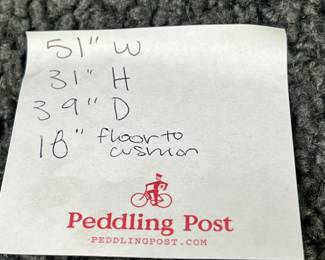 51" W
31" H
39" D
18" floor to
cushion
Peddling Post
PEDDLINGPOST.COM